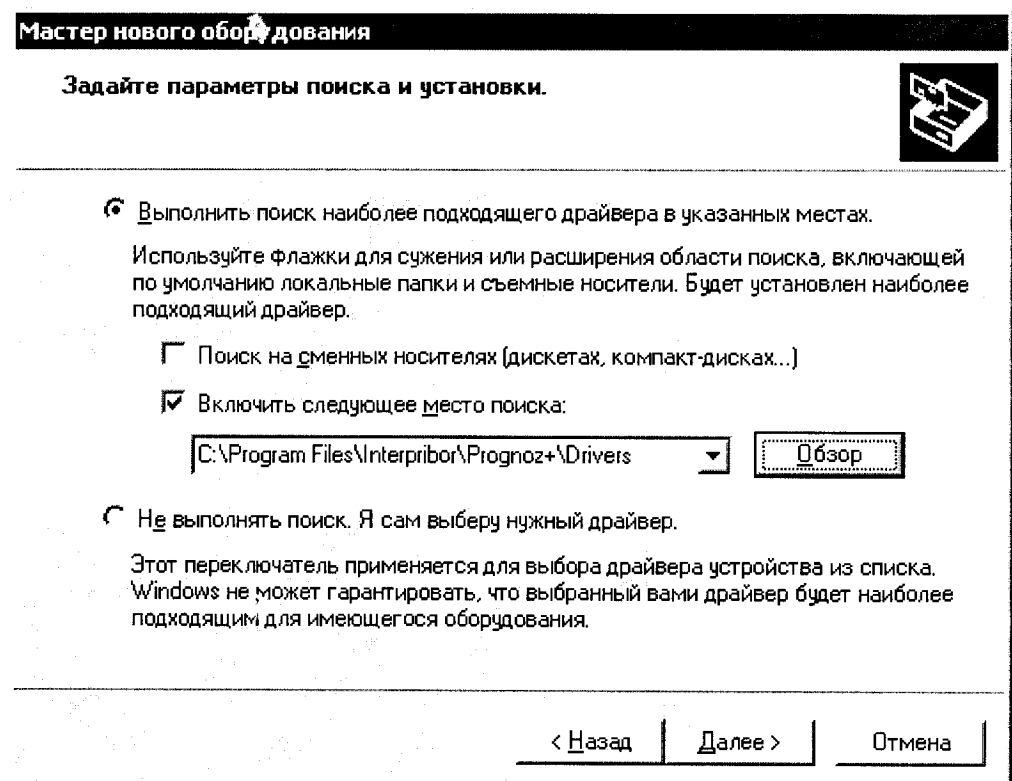 Мастер нового оборудования
Задайте параметры поиска и установки.
Выполнить поиск наиболее подходящего драйвера в указанных местах.
Используйте флажки для сужения или расширения области поиска, включающей
по умолчанию локальные папки и съемные носители. Будет установлен наиболее
подходящий драйвер.
Поиск на сменных носителях (дискетах, компакт-дисках...)
Включить следующее место поиска:
C:\Program Files\Interpribor\Prognoz+\Drivers
Обзор
Не выполнять поиск. Я сам выберу нужный драйвер.
Этот переключатель применяется для выбора драйвера устройства из списка.
Windows не может гарантировать, что выбранный вами драйвер будет наиболее
подходящим для имеющегося оборудования.
< Назад Далее > Отмена